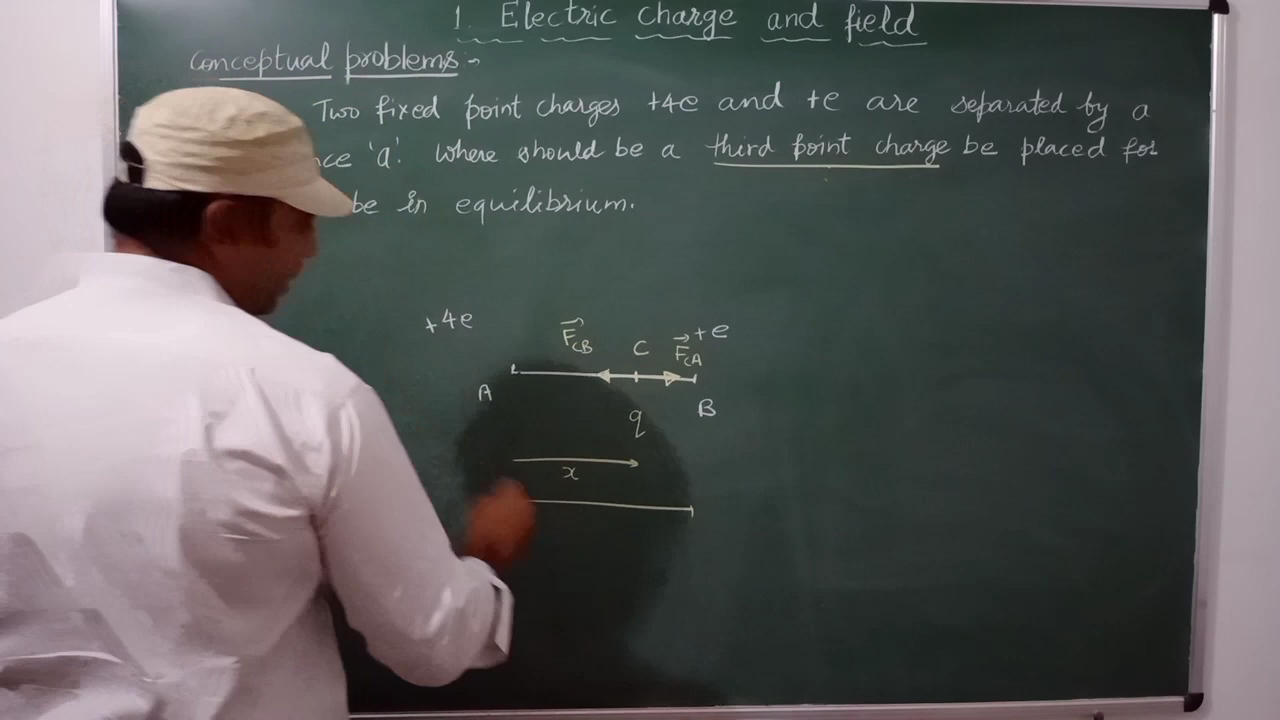 1. Electric charge and field
Conceptual problems:-
Two fixed point charges +4e and +e are separated by a
'a'. Where should be a third point charge be placed for
be in equilibrium.
+4e
F⃗CB
C
F⃗CA
+e
A
q
B
x